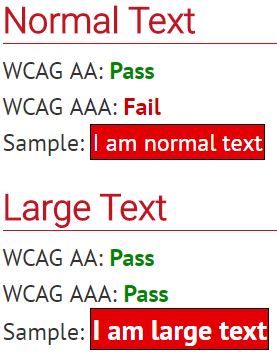 Normal Text
WCAG AA: Pass
WCAG AAA: Fail
Sample: I am normal text
Large Text
WCAG AA: Pass
WCAG AAA: Pass
Sample: I am large text